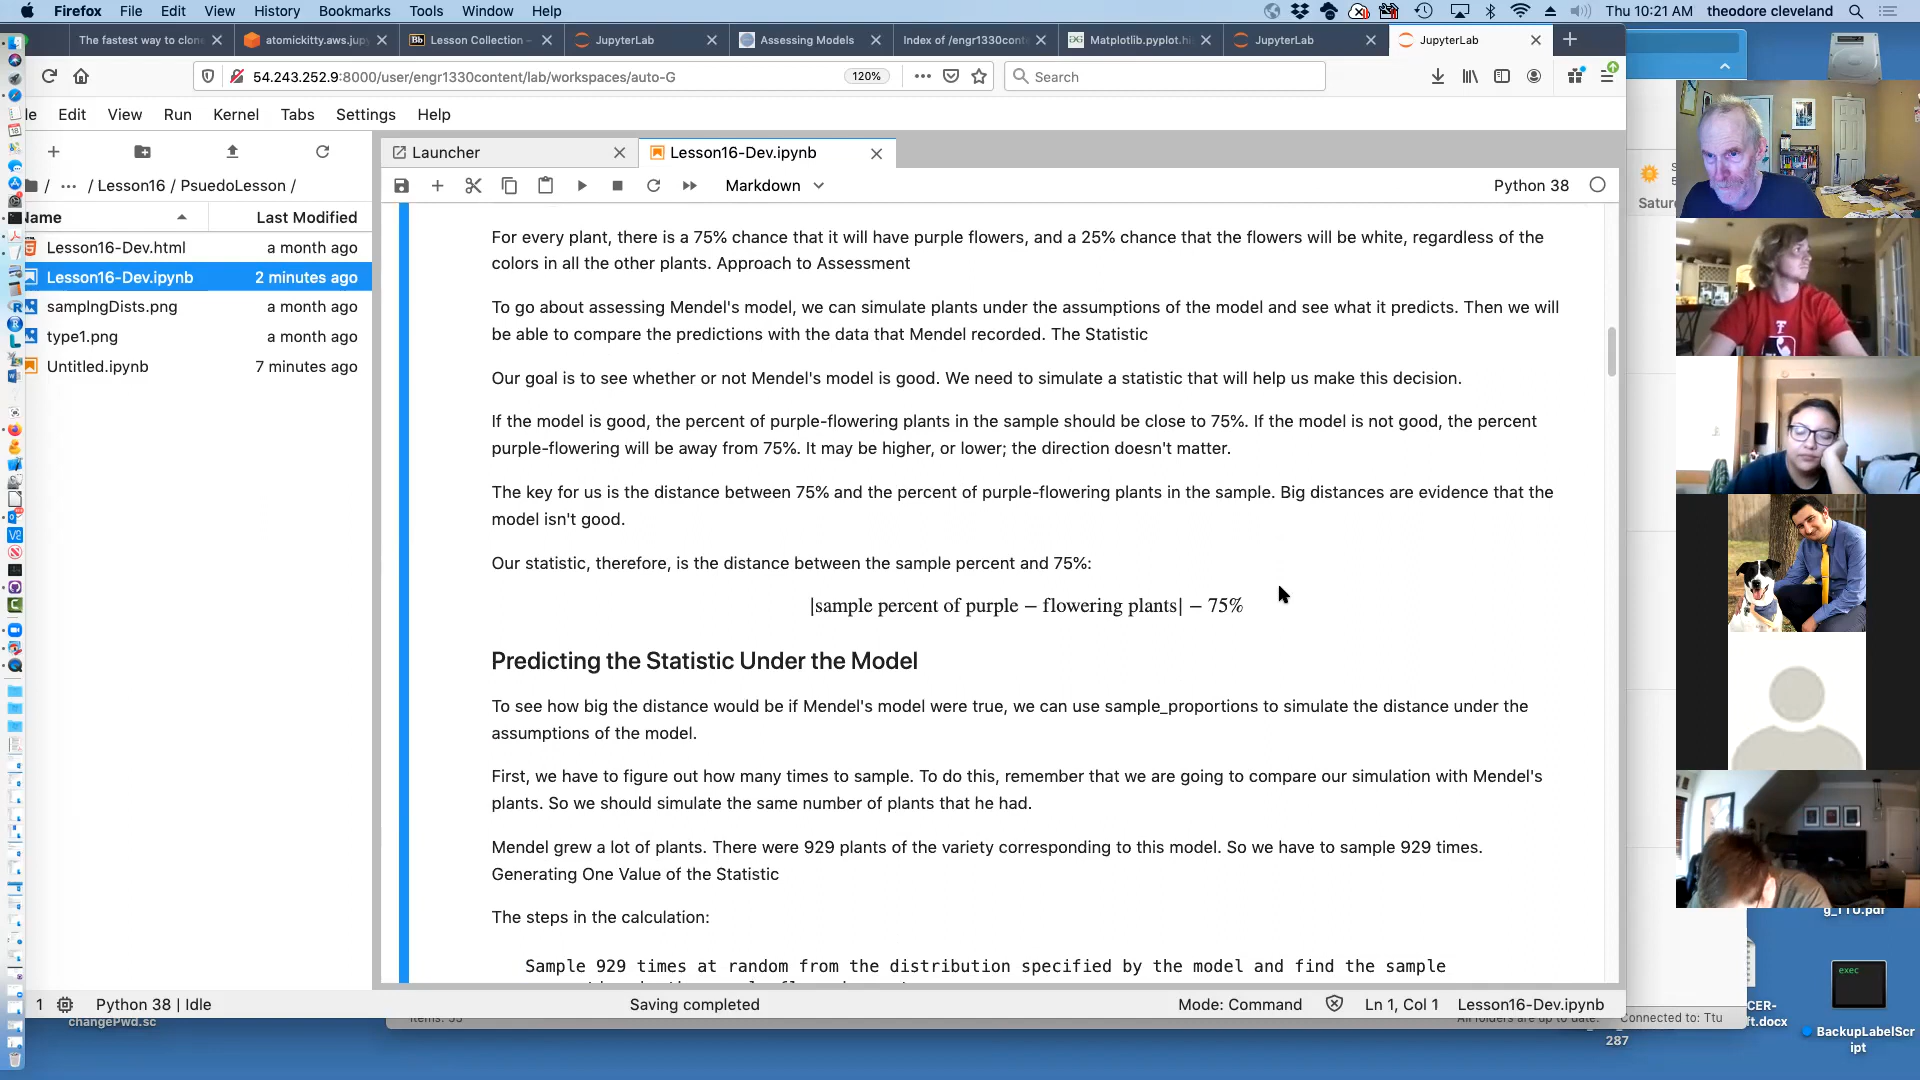 Firefox File Edit View History Bookmarks Tools Window Help
Thu 10:21 AM theodore cleveland
The fastest way to clon
atomickitty.aws.jup
Bb Lesson Collection –
JupyterLab
Assessing Models
Index of /engr1330cont
Matplotlib.pyplot.hi
JupyterLab
JupyterLab
54.243.252.9:8000/user/engr1330content/lab/workspaces/auto-G
120%
Search
le Edit View Run Kernel Tabs Settings Help
Launcher
Lesson16-Dev.ipynb
/ ··· / Lesson16 / PsuedoLesson /
Markdown
Python 38
Name Last Modified
Lesson16-Dev.html a month ago
Lesson16-Dev.ipynb 2 minutes ago
samplngDists.png a month ago
type1.png a month ago
Untitled.ipynb 7 minutes ago
For every plant, there is a 75% chance that it will have purple flowers, and a 25% chance that the flowers will be white, regardless of the
colors in all the other plants. Approach to Assessment
To go about assessing Mendel's model, we can simulate plants under the assumptions of the model and see what it predicts. Then we will
be able to compare the predictions with the data that Mendel recorded. The Statistic
Our goal is to see whether or not Mendel's model is good. We need to simulate a statistic that will help us make this decision.
If the model is good, the percent of purple-flowering plants in the sample should be close to 75%. If the model is not good, the percent
purple-flowering will be away from 75%. It may be higher, or lower; the direction doesn't matter.
The key for us is the distance between 75% and the percent of purple-flowering plants in the sample. Big distances are evidence that the
model isn't good.
Our statistic, therefore, is the distance between the sample percent and 75%:
|sample percent of purple − flowering plants| − 75%
Predicting the Statistic Under the Model
To see how big the distance would be if Mendel's model were true, we can use sample_proportions to simulate the distance under the
assumptions of the model.
First, we have to figure out how many times to sample. To do this, remember that we are going to compare our simulation with Mendel's
plants. So we should simulate the same number of plants that he had.
Mendel grew a lot of plants. There were 929 plants of the variety corresponding to this model. So we have to sample 929 times.
Generating One Value of the Statistic
The steps in the calculation:
Sample 929 times at random from the distribution specified by the model and find the sample
1 Python 38 | Idle
Saving completed
Mode: Command
Ln 1, Col 1 Lesson16-Dev.ipynb
changePwd.sc
Connected to: Ttu
287
Satur
g_TTU.pdf
exec
CER-
ft.docx
BackupLabelScr
ipt